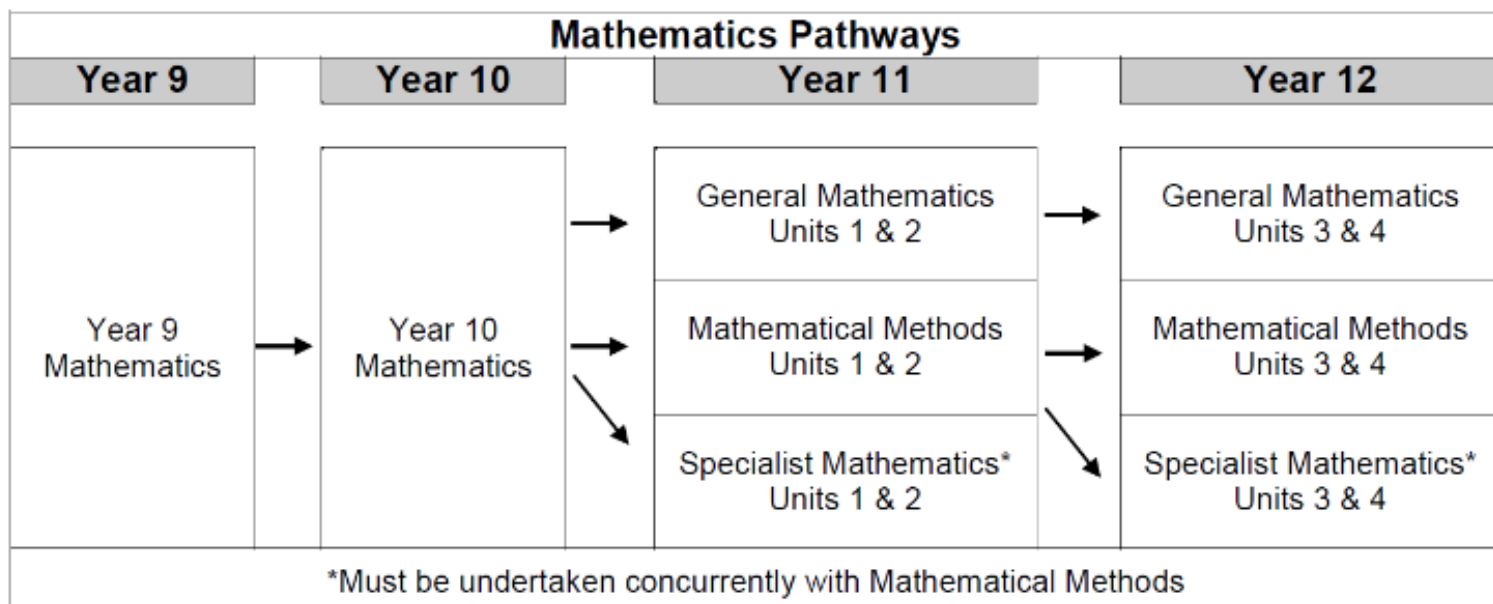 Mathematics Pathways
Year 9
Year 10
Year 11
Year 12
Year 9
Mathematics
Year 10
Mathematics
General Mathematics
Units 1 & 2
Mathematical Methods
Units 1 & 2
Specialist Mathematics*
Units 1 & 2
General Mathematics
Units 3 & 4
Mathematical Methods
Units 3 & 4
Specialist Mathematics*
Units 3 & 4
*Must be undertaken concurrently with Mathematical Methods